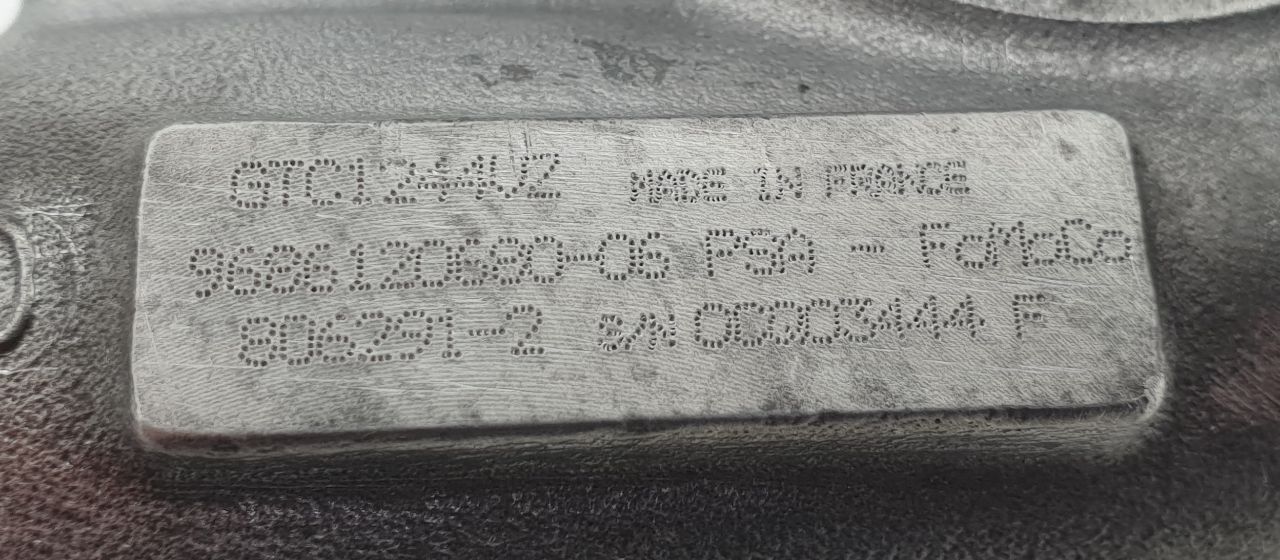 GTC1244VZ MADE IN FRANCE
9686120680-06 PSA - FoMoCo
806291-2 S/N 00003444 F